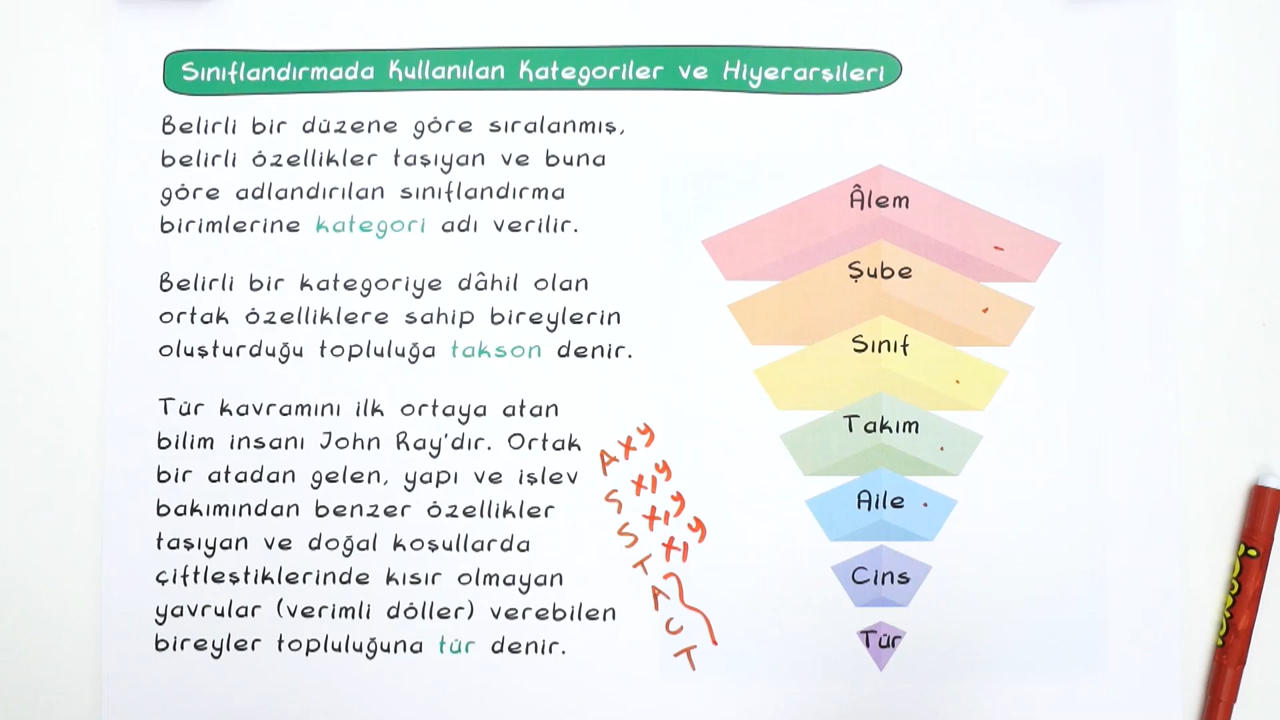 Sınıflandırmada Kullanılan Kategoriler ve Hiyerarşileri
Belirli bir düzene göre sıralanmış,
belirli özellikler taşıyan ve buna
göre adlandırılan sınıflandırma
birimlerine kategori adı verilir.
Belirli bir kategoriye dâhil olan
ortak özelliklere sahip bireylerin
oluşturduğu topluluğa takson denir.
Tür kavramını ilk ortaya atan
bilim insanı John Ray'dır. Ortak
bir atadan gelen, yapı ve işlev
bakımından benzer özellikler
taşıyan ve doğal koşullarda
çiftleştiklerinde kısır olmayan
yavrular (verimli döller) verebilen
bireyler topluluğuna tür denir.
A X y
Ş X y
S X y
T X y
A
C
T
Âlem
Şube
Sınıf
Takım
Aile
Cins
Tür